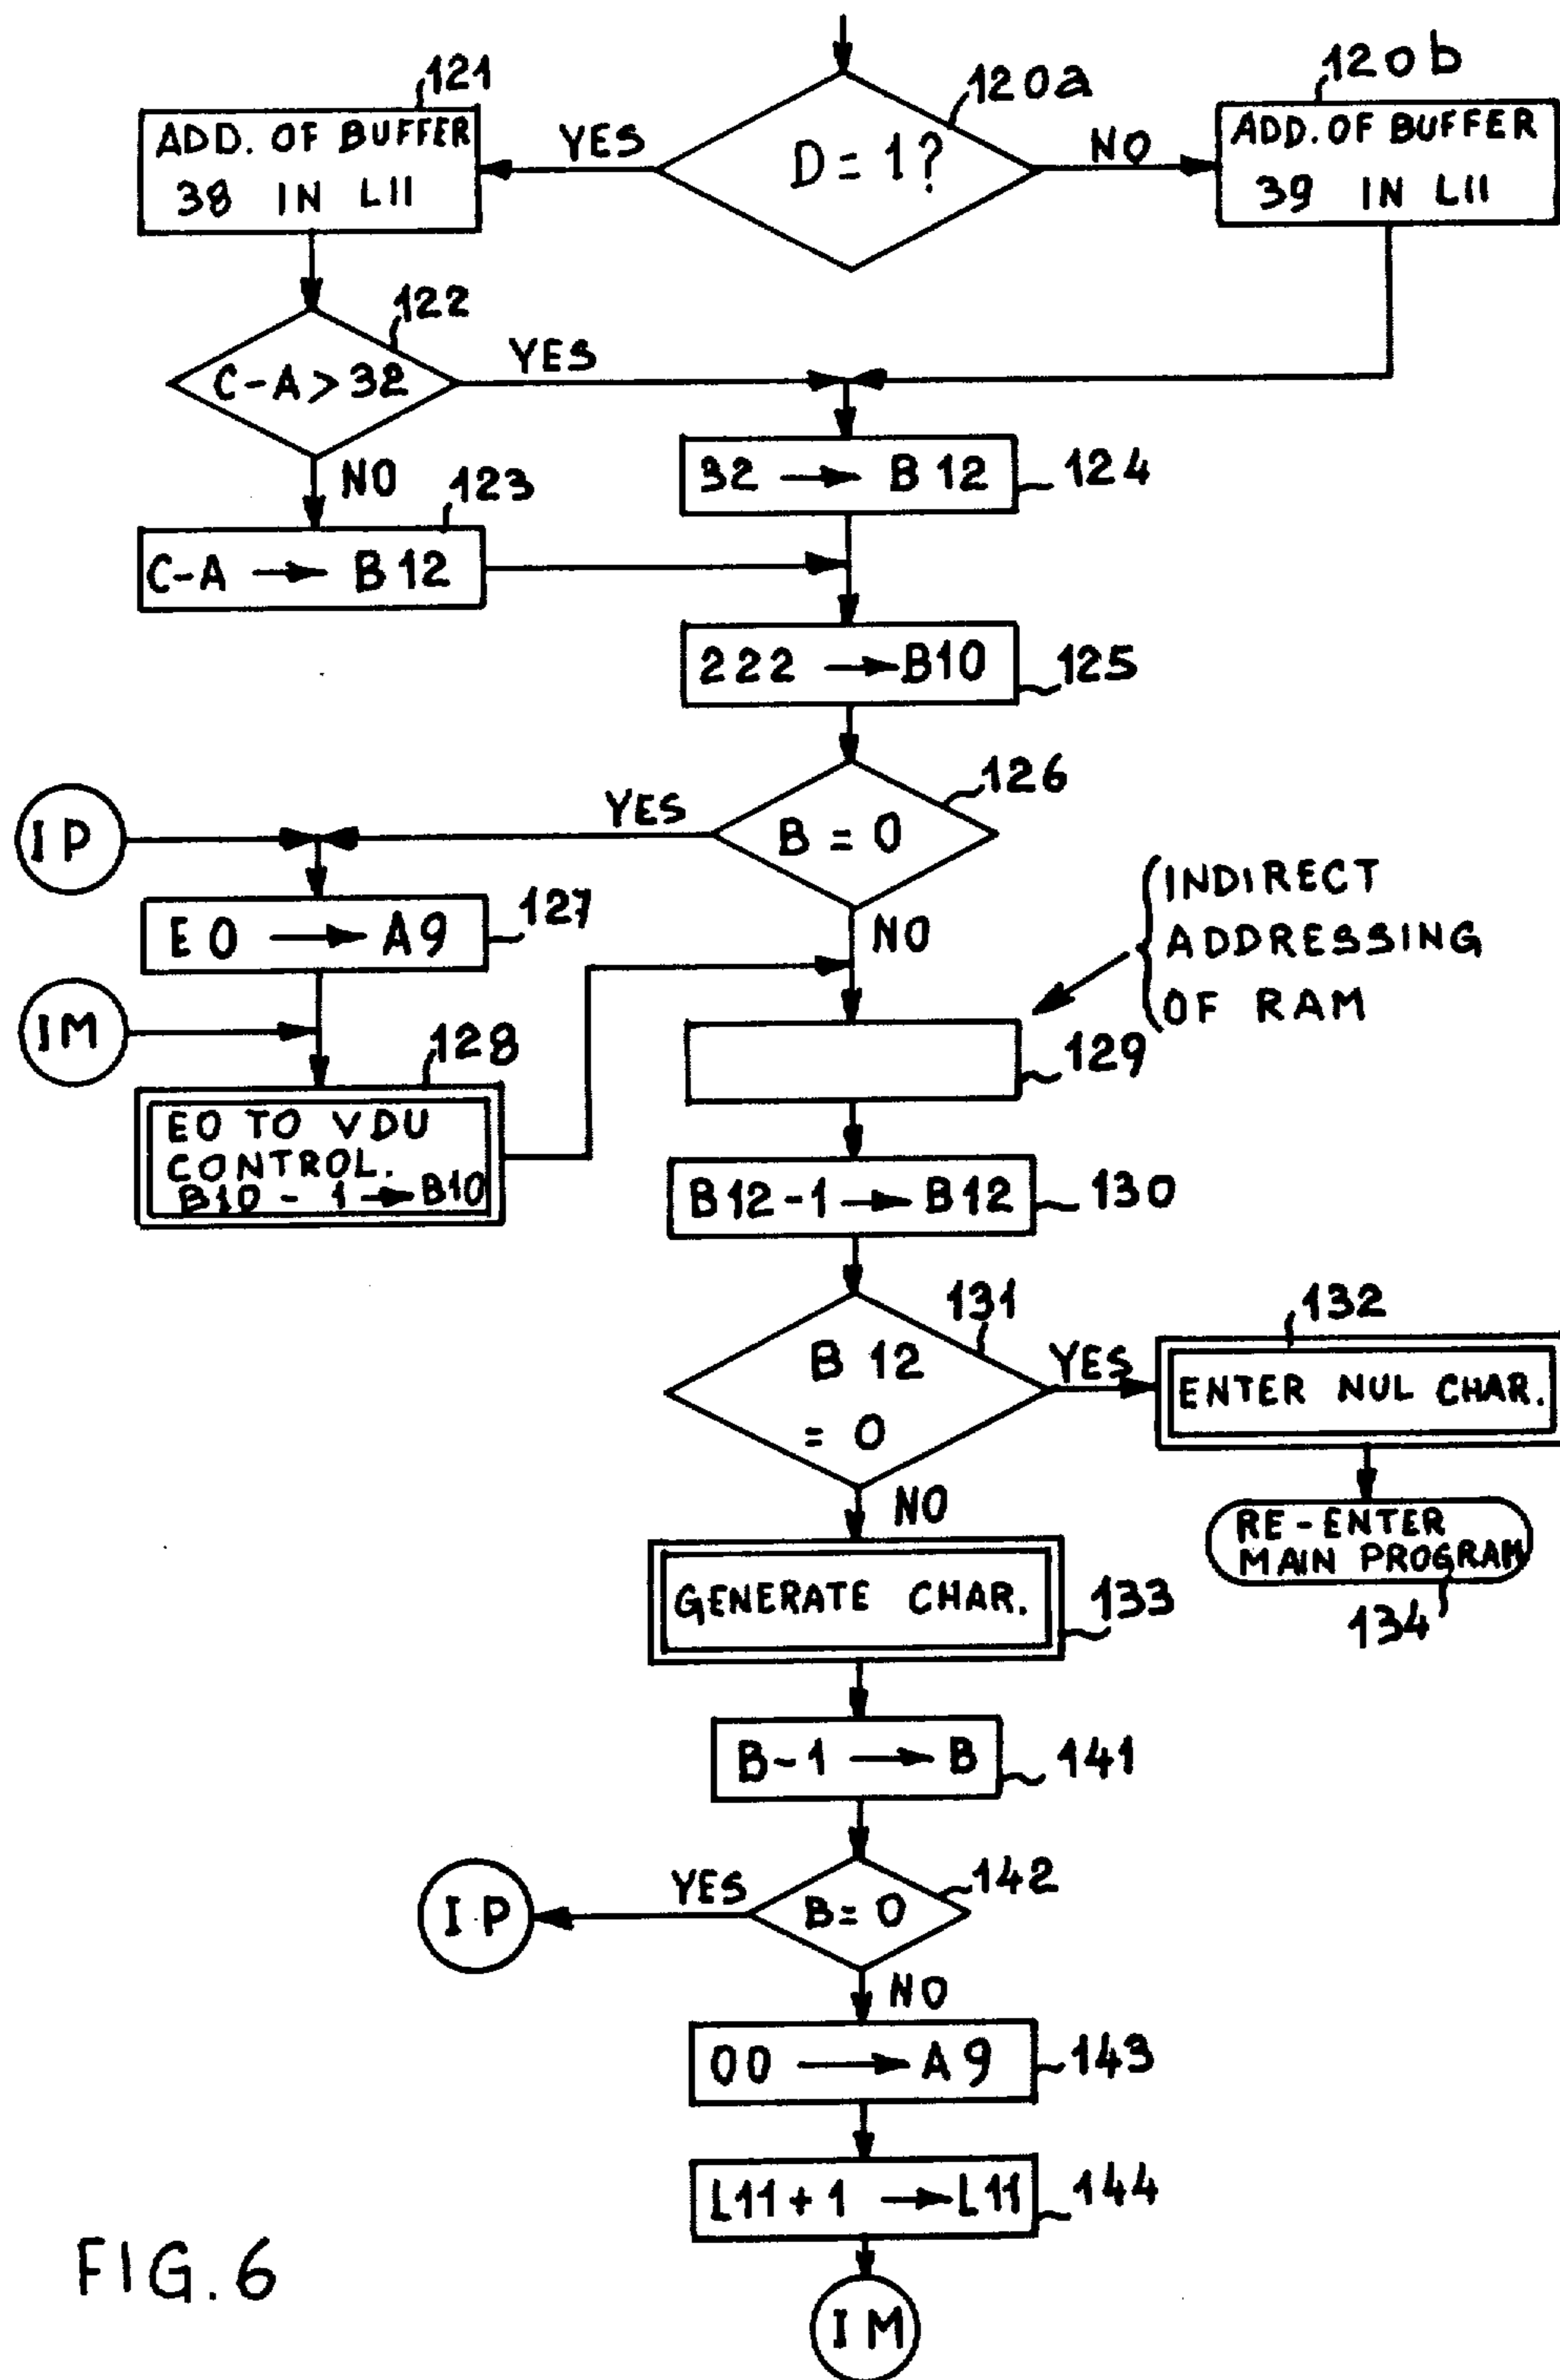 121
120a
120b
ADD. OF BUFFER
38 IN L11
YES
D = 1?
NO
ADD. OF BUFFER
39 IN L11
122
C-A > 32
YES
NO
123
32 → B 12
124
C-A → B 12
222 → B10
125
126
YES
B = 0
IP
NO
INDIRECT
ADDRESSING
OF RAM
E0 → A9
127
IM
128
129
E0 TO VDU
CONTROL.
B10 - 1 → B10
B12-1 → B12
130
131
132
B 12
= 0
YES
ENTER NUL CHAR.
NO
RE-ENTER
MAIN PROGRAM
134
GENERATE CHAR.
133
B-1 → B
141
142
YES
B = 0
IP
NO
00 → A9
143
L11+1 → L11
144
FIG. 6
IM